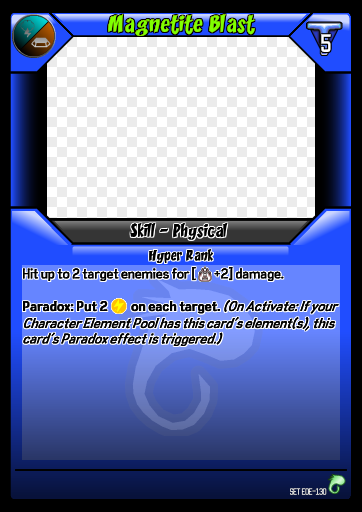 Magnetite Blast
5
Skill - Physical
Hyper Rank
Hit up to 2 target enemies for [ +2] damage.
Paradox: Put 2 on each target. (On Activate: If your
Character Element Pool has this card's element(s), this
card's Paradox effect is triggered.)
SET EOE-130